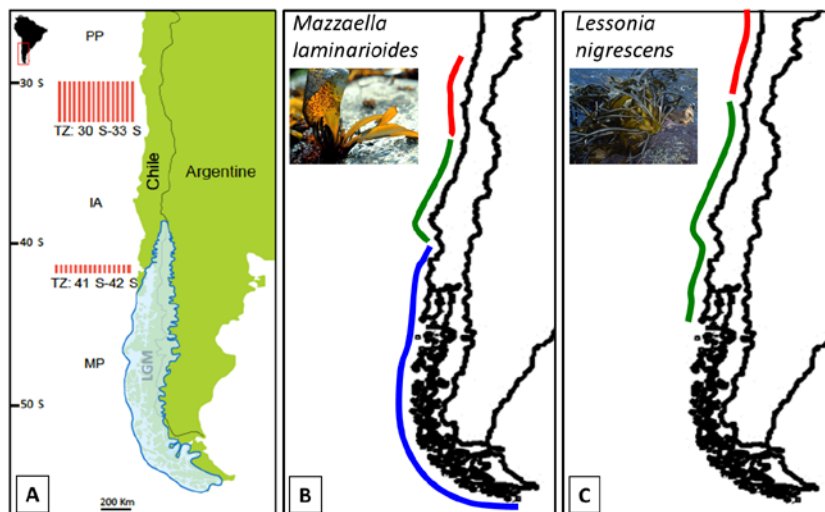 PP
30 S
TZ: 30 S-33 S
Chile
Argentine
IA
40 S
TZ: 41 S-42 S
MP
LGM
50 S
A
200 Km
Mazzaella
laminarioides
B
Lessonia
nigrescens
C